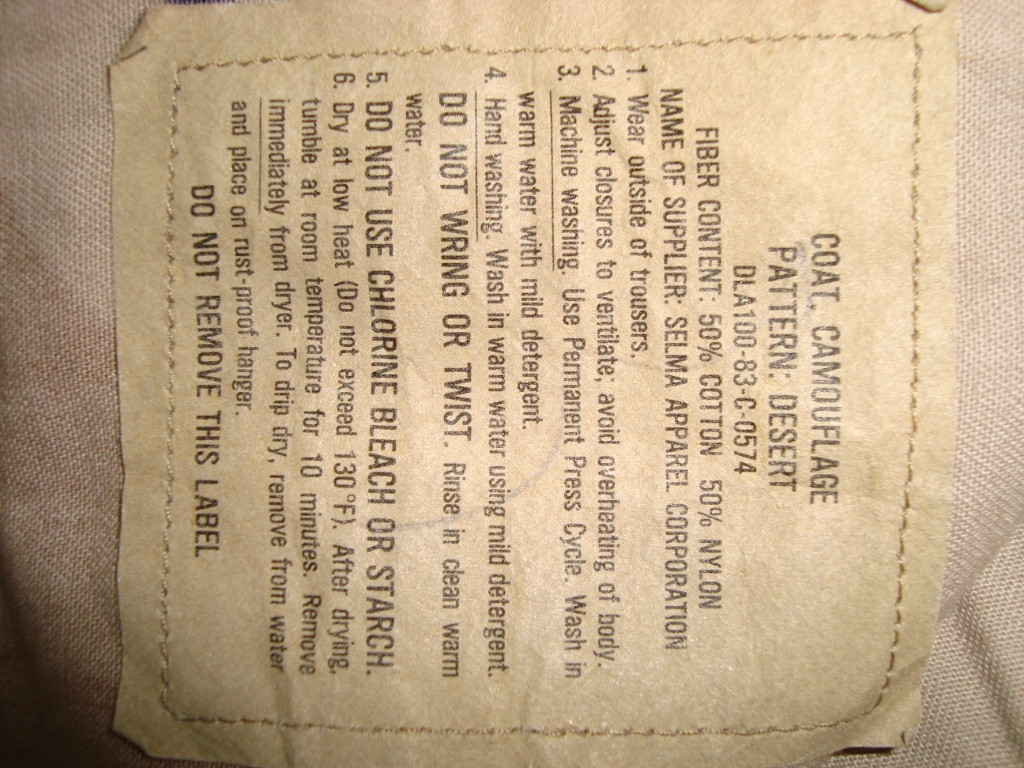 COAT, CAMOUFLAGE
PATTERN: DESERT
DLA100-83-C-0574
FIBER CONTENT: 50% COTTON 50% NYLON
NAME OF SUPPLIER: SELMA APPAREL CORPORATION
1. Wear outside of trousers.
2. Adjust closures to ventilate; avoid overheating of body.
3. Machine washing. Use Permanent Press Cycle. Wash in
warm water with mild detergent.
4. Hand washing. Wash in warm water using mild detergent.
DO NOT WRING OR TWIST. Rinse in clean warm
water.
5. DO NOT USE CHLORINE BLEACH OR STARCH.
6. Dry at low heat (Do not exceed 130°F). After drying,
tumble at room temperature for 10 minutes. Remove
immediately from dryer. To drip dry, remove from water
and place on rust-proof hanger.
DO NOT REMOVE THIS LABEL